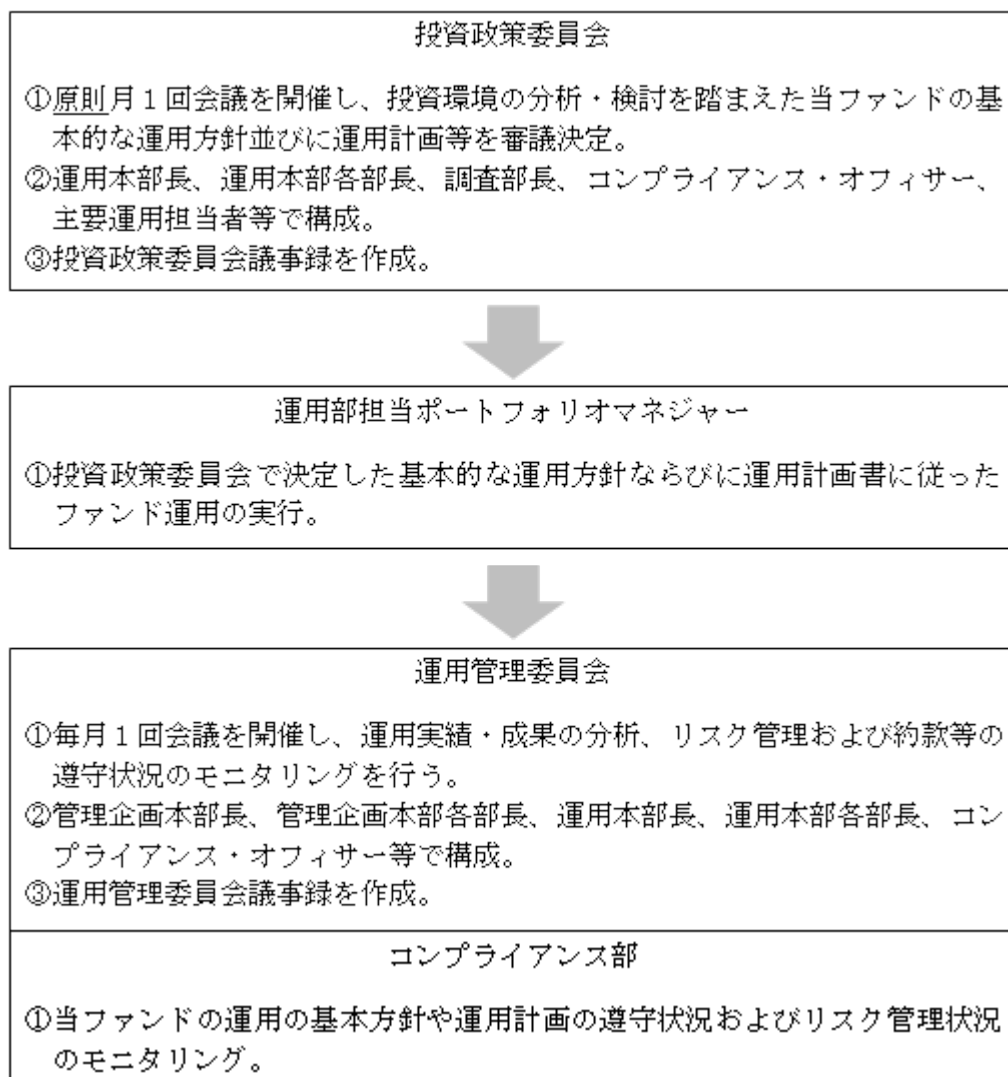 投資政策委員会
①原則月１回会議を開催し、投資環境の分析・検討を踏まえた当ファンドの基
本的な運用方針並びに運用計画等を審議決定。
②運用本部長、運用本部各部長、調査部長、コンプライアンス・オフィサー、
主要運用担当者等で構成。
③投資政策委員会議事録を作成。
運用部担当ポートフォリオマネジャー
①投資政策委員会で決定した基本的な運用方針ならびに運用計画書に従った
ファンド運用の実行。
運用管理委員会
①毎月１回会議を開催し、運用実績・成果の分析、リスク管理および約款等の
遵守状況のモニタリングを行う。
②管理企画本部長、管理企画本部各部長、運用本部長、運用本部各部長、コン
プライアンス・オフィサー等で構成。
③運用管理委員会議事録を作成。
コンプライアンス部
①当ファンドの運用の基本方針や運用計画の遵守状況およびリスク管理状況
のモニタリング。